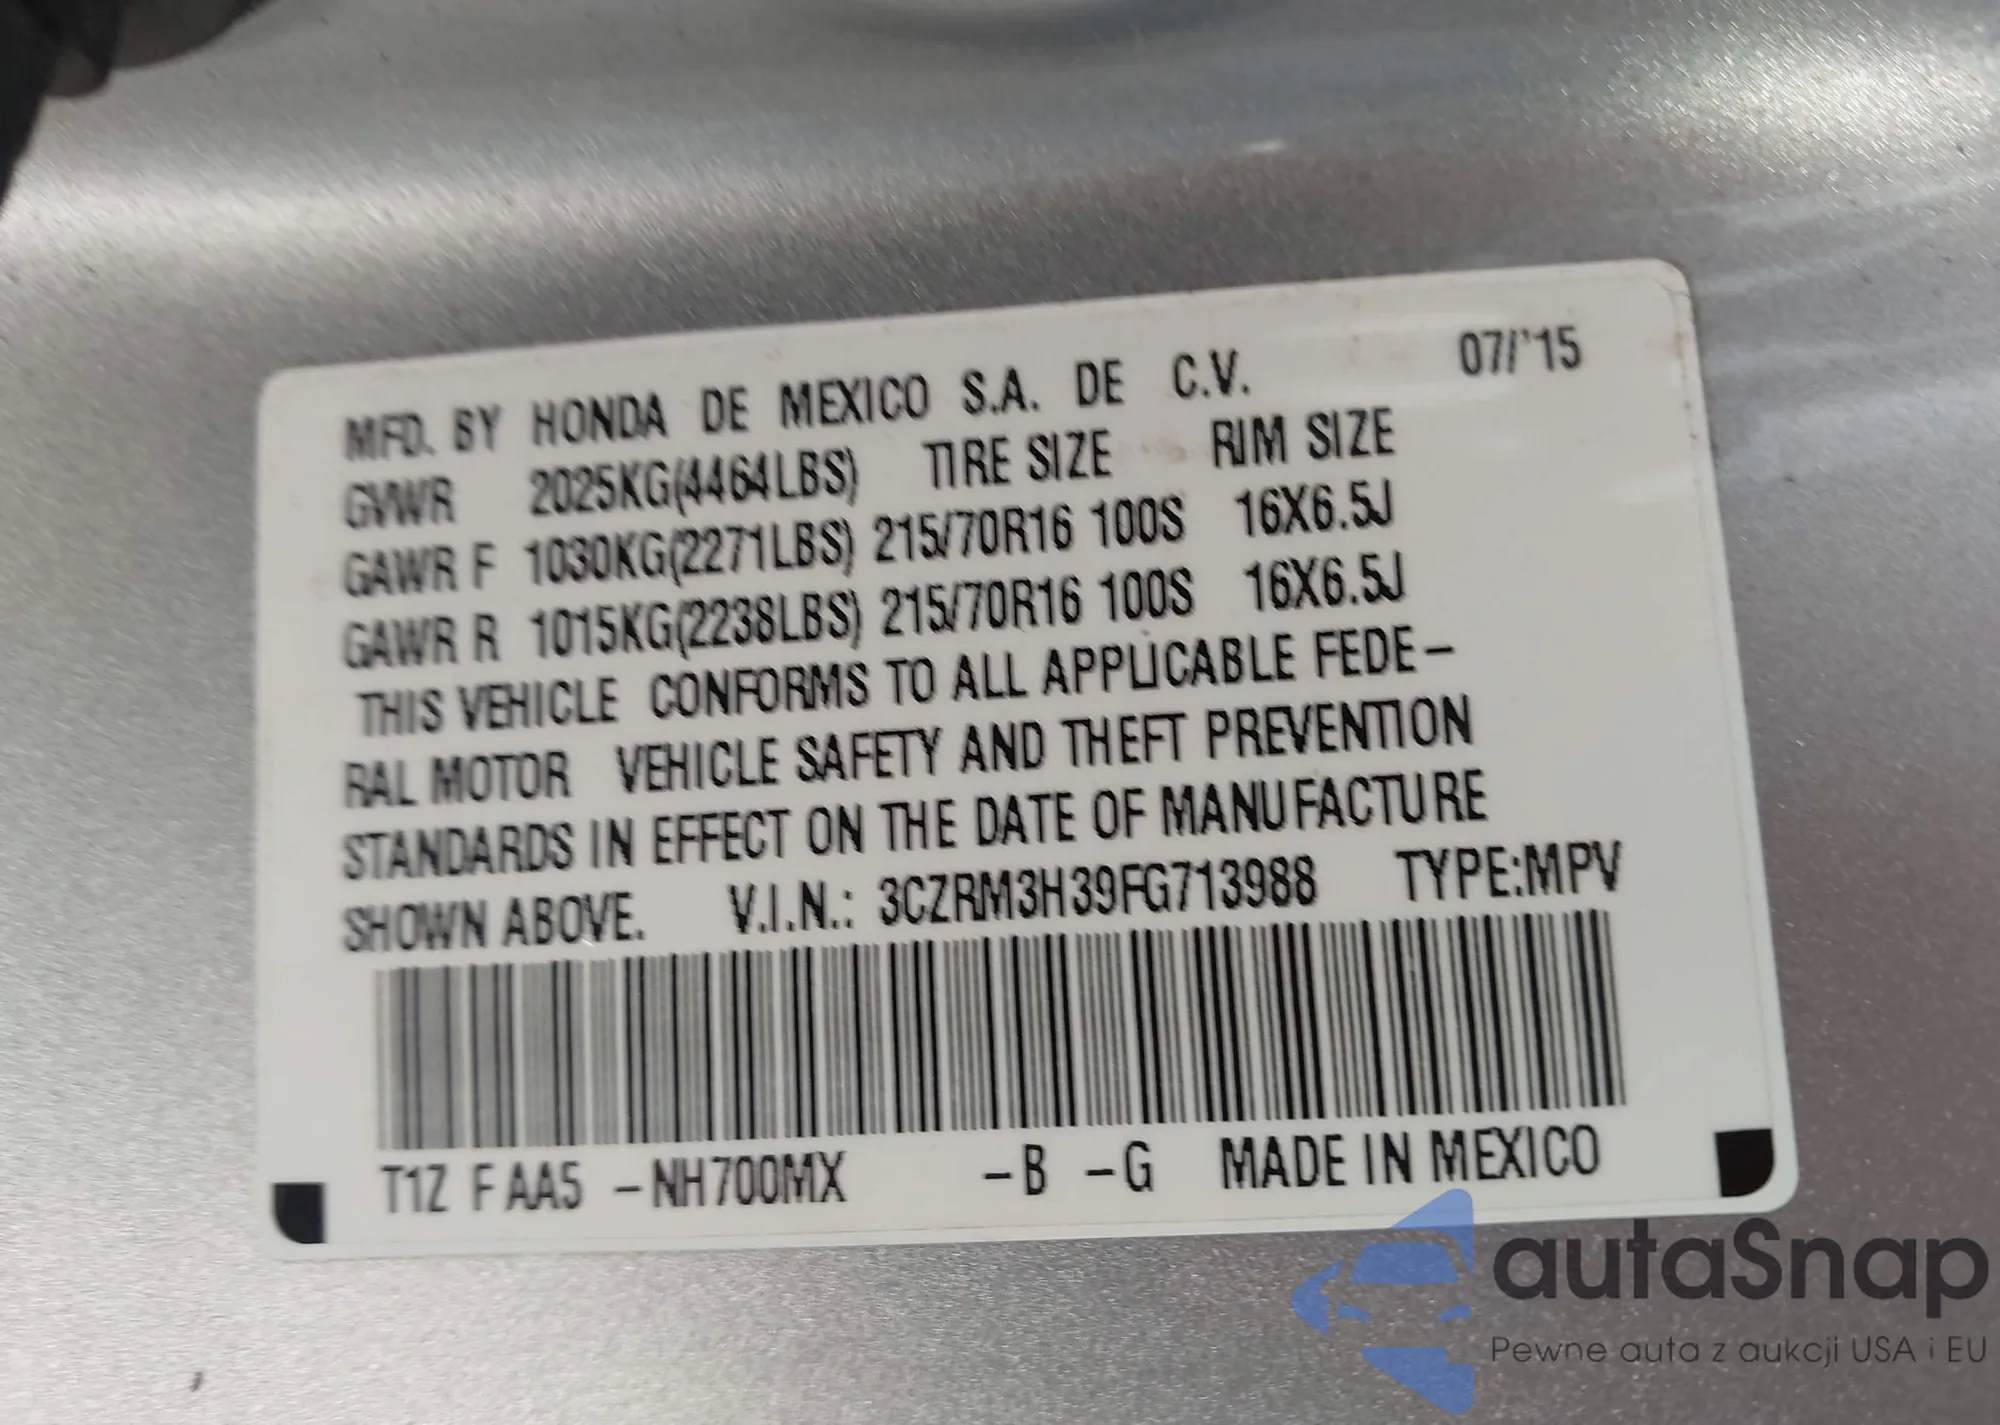 MFD. BY HONDA DE MEXICO S.A. DE C.V. 07/'15
GVWR 2025KG(4464LBS) TIRE SIZE RIM SIZE
GAWR F 1030KG(2271LBS) 215/70R16 100S 16X6.5J
GAWR R 1015KG(2238LBS) 215/70R16 100S 16X6.5J
THIS VEHICLE CONFORMS TO ALL APPLICABLE FEDE-
RAL MOTOR VEHICLE SAFETY AND THEFT PREVENTION
STANDARDS IN EFFECT ON THE DATE OF MANUFACTURE
SHOWN ABOVE. V.I.N.: 3CZRM3H39FG713988 TYPE:MPV
T1Z F AA5 -NH700MX -B -G MADE IN MEXICO
autaSnap
Pewne auta z aukcji USA i EU